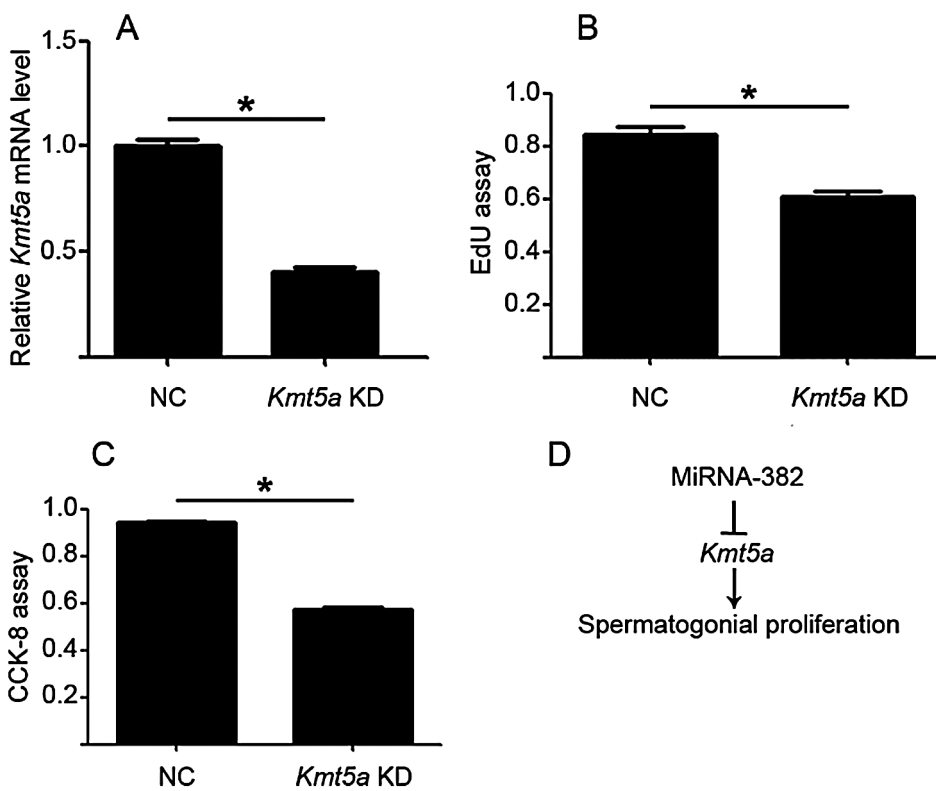 A
Relative Kmt5a mRNA level
1.5
1.0
0.5
*
NC
Kmt5a KD
B
EdU assay
1.0
0.8
0.6
0.4
0.2
*
NC
Kmt5a KD
C
CCK-8 assay
1.0
0.8
0.6
0.4
0.2
*
NC
Kmt5a KD
D
MiRNA-382
Kmt5a
Spermatogonial proliferation